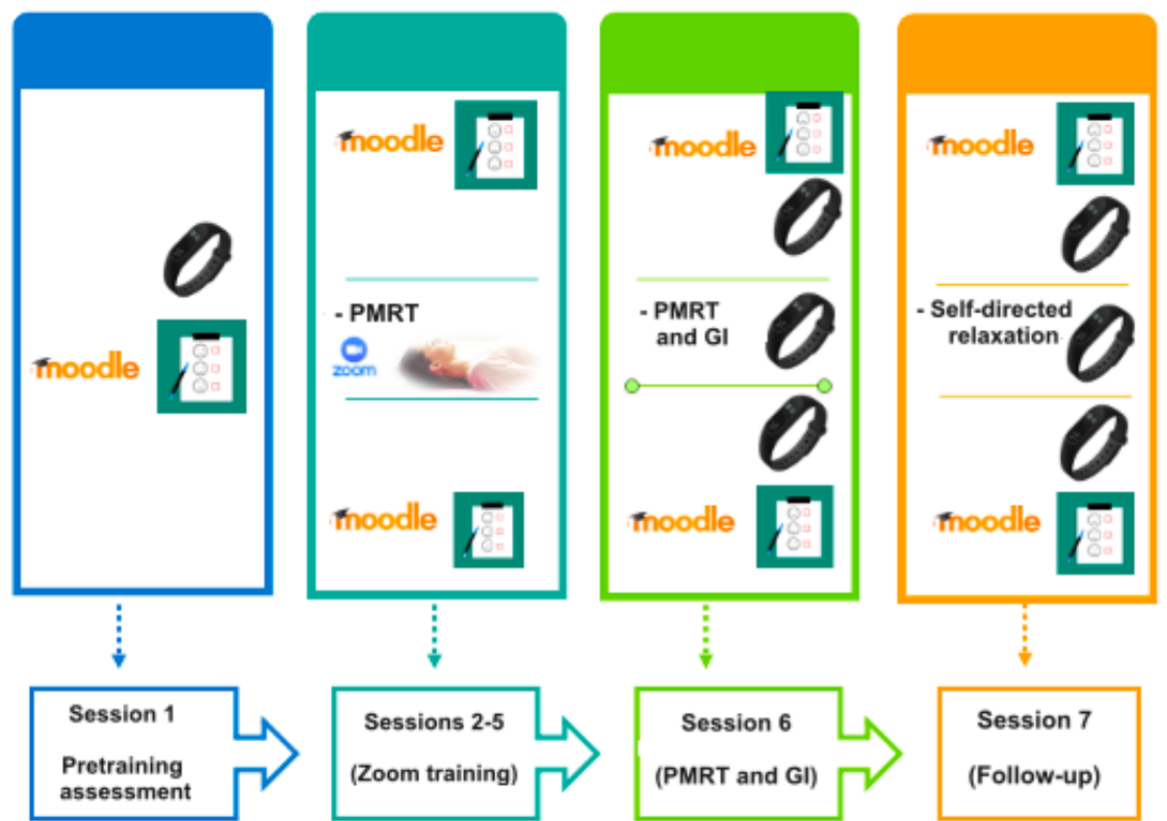 moodle
moodle
- PMRT
zoom
moodle
moodle
- PMRT
and GI
moodle
moodle
- Self-directed
relaxation
moodle
Session 1
Pretraining
assessment
Sessions 2-5
(Zoom training)
Session 6
(PMRT and GI)
Session 7
(Follow-up)